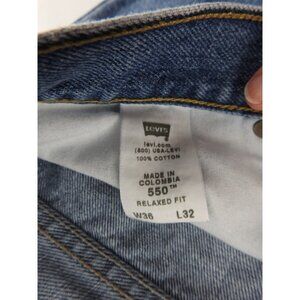 LEVI'S
levi.com
(800) USA-LEVI
100% COTTON
MADE IN
COLOMBIA
550™
RELAXED FIT
W36 L32